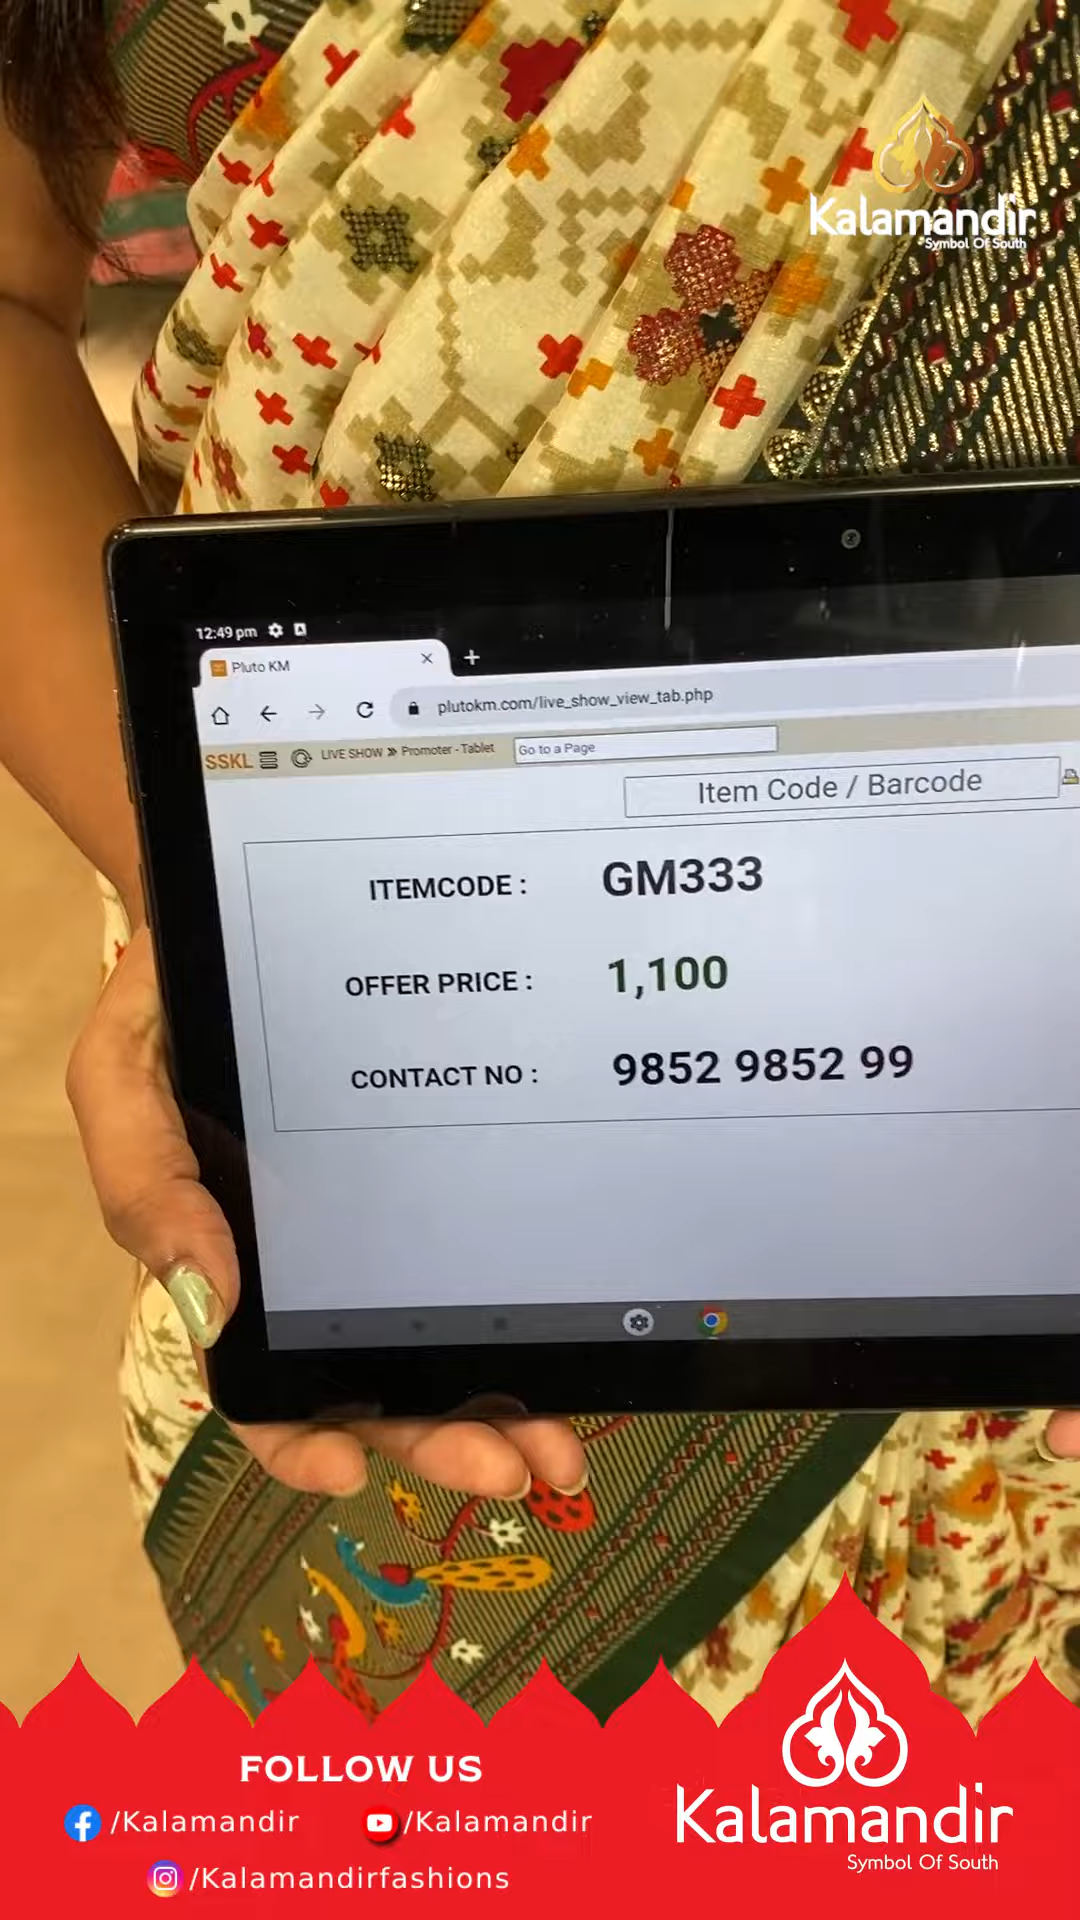 Kalamandir
Symbol Of South
12:49 pm
Pluto KM
plutokm.com/live_show_view_tab.php
SSKL LIVE SHOW » Promoter - Tablet Go to a Page
Item Code / Barcode
ITEMCODE : GM333
OFFER PRICE : 1,100
CONTACT NO : 9852 9852 99
FOLLOW US
/Kalamandir /Kalamandir
/Kalamandirfashions
Kalamandir
Symbol Of South